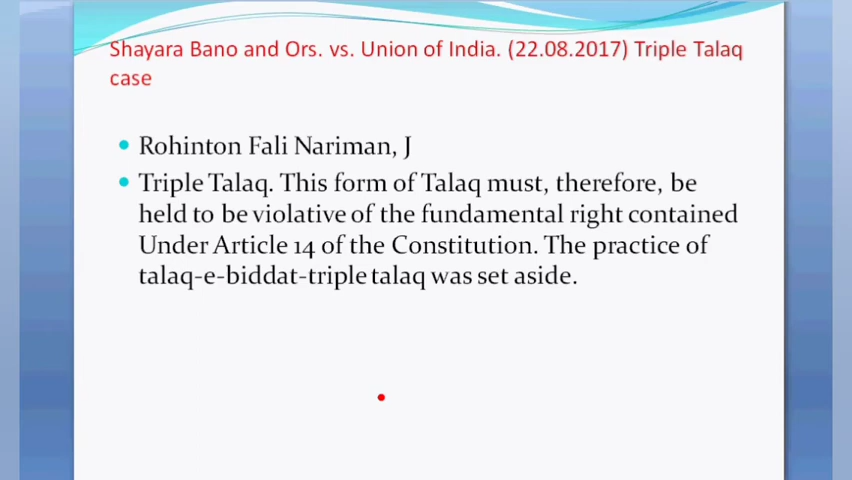 Shayara Bano and Ors. vs. Union of India. (22.08.2017) Triple Talaq
case
• Rohinton Fali Nariman, J
• Triple Talaq. This form of Talaq must, therefore, be
held to be violative of the fundamental right contained
Under Article 14 of the Constitution. The practice of
talaq-e-biddat-triple talaq was set aside.